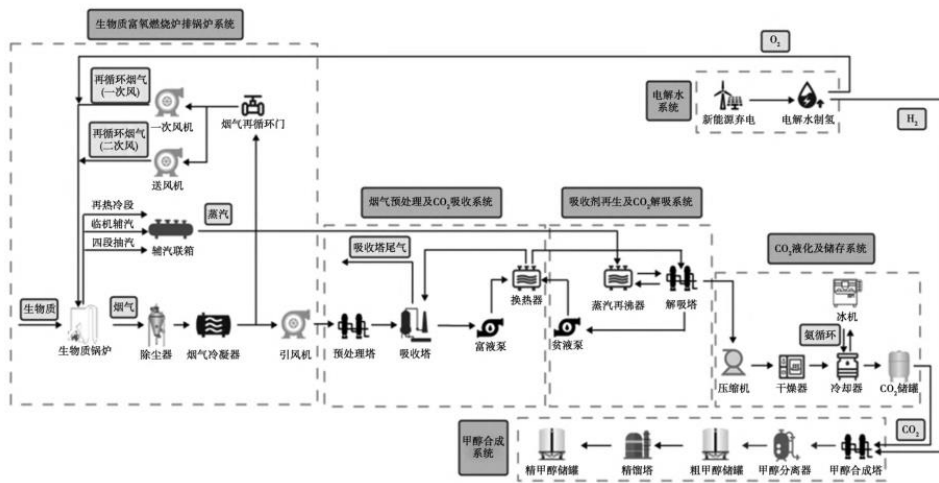 生物质富氧燃烧炉排锅炉系统
O₂
再循环烟气
(一次风)
一次风机
烟气再循环门
再循环烟气
(二次风)
送风机
电解水
系统
新能源弃电
电解水制氢
H₂
再热冷段
临机辅汽
四段抽汽
辅汽联箱
蒸汽
烟气预处理及CO₂吸收系统
吸收剂再生及CO₂解吸系统
CO₂液化及储存系统
吸收塔尾气
换热器
蒸汽再沸器
解吸塔
冰机
氨循环
生物质
烟气
生物质锅炉
除尘器
烟气冷凝器
引风机
预处理塔
吸收塔
富液泵
贫液泵
压缩机
干燥器
冷却器
CO₂储罐
CO₂
甲醇合成
系统
精甲醇储罐
精馏塔
粗甲醇储罐
甲醇分离器
甲醇合成塔